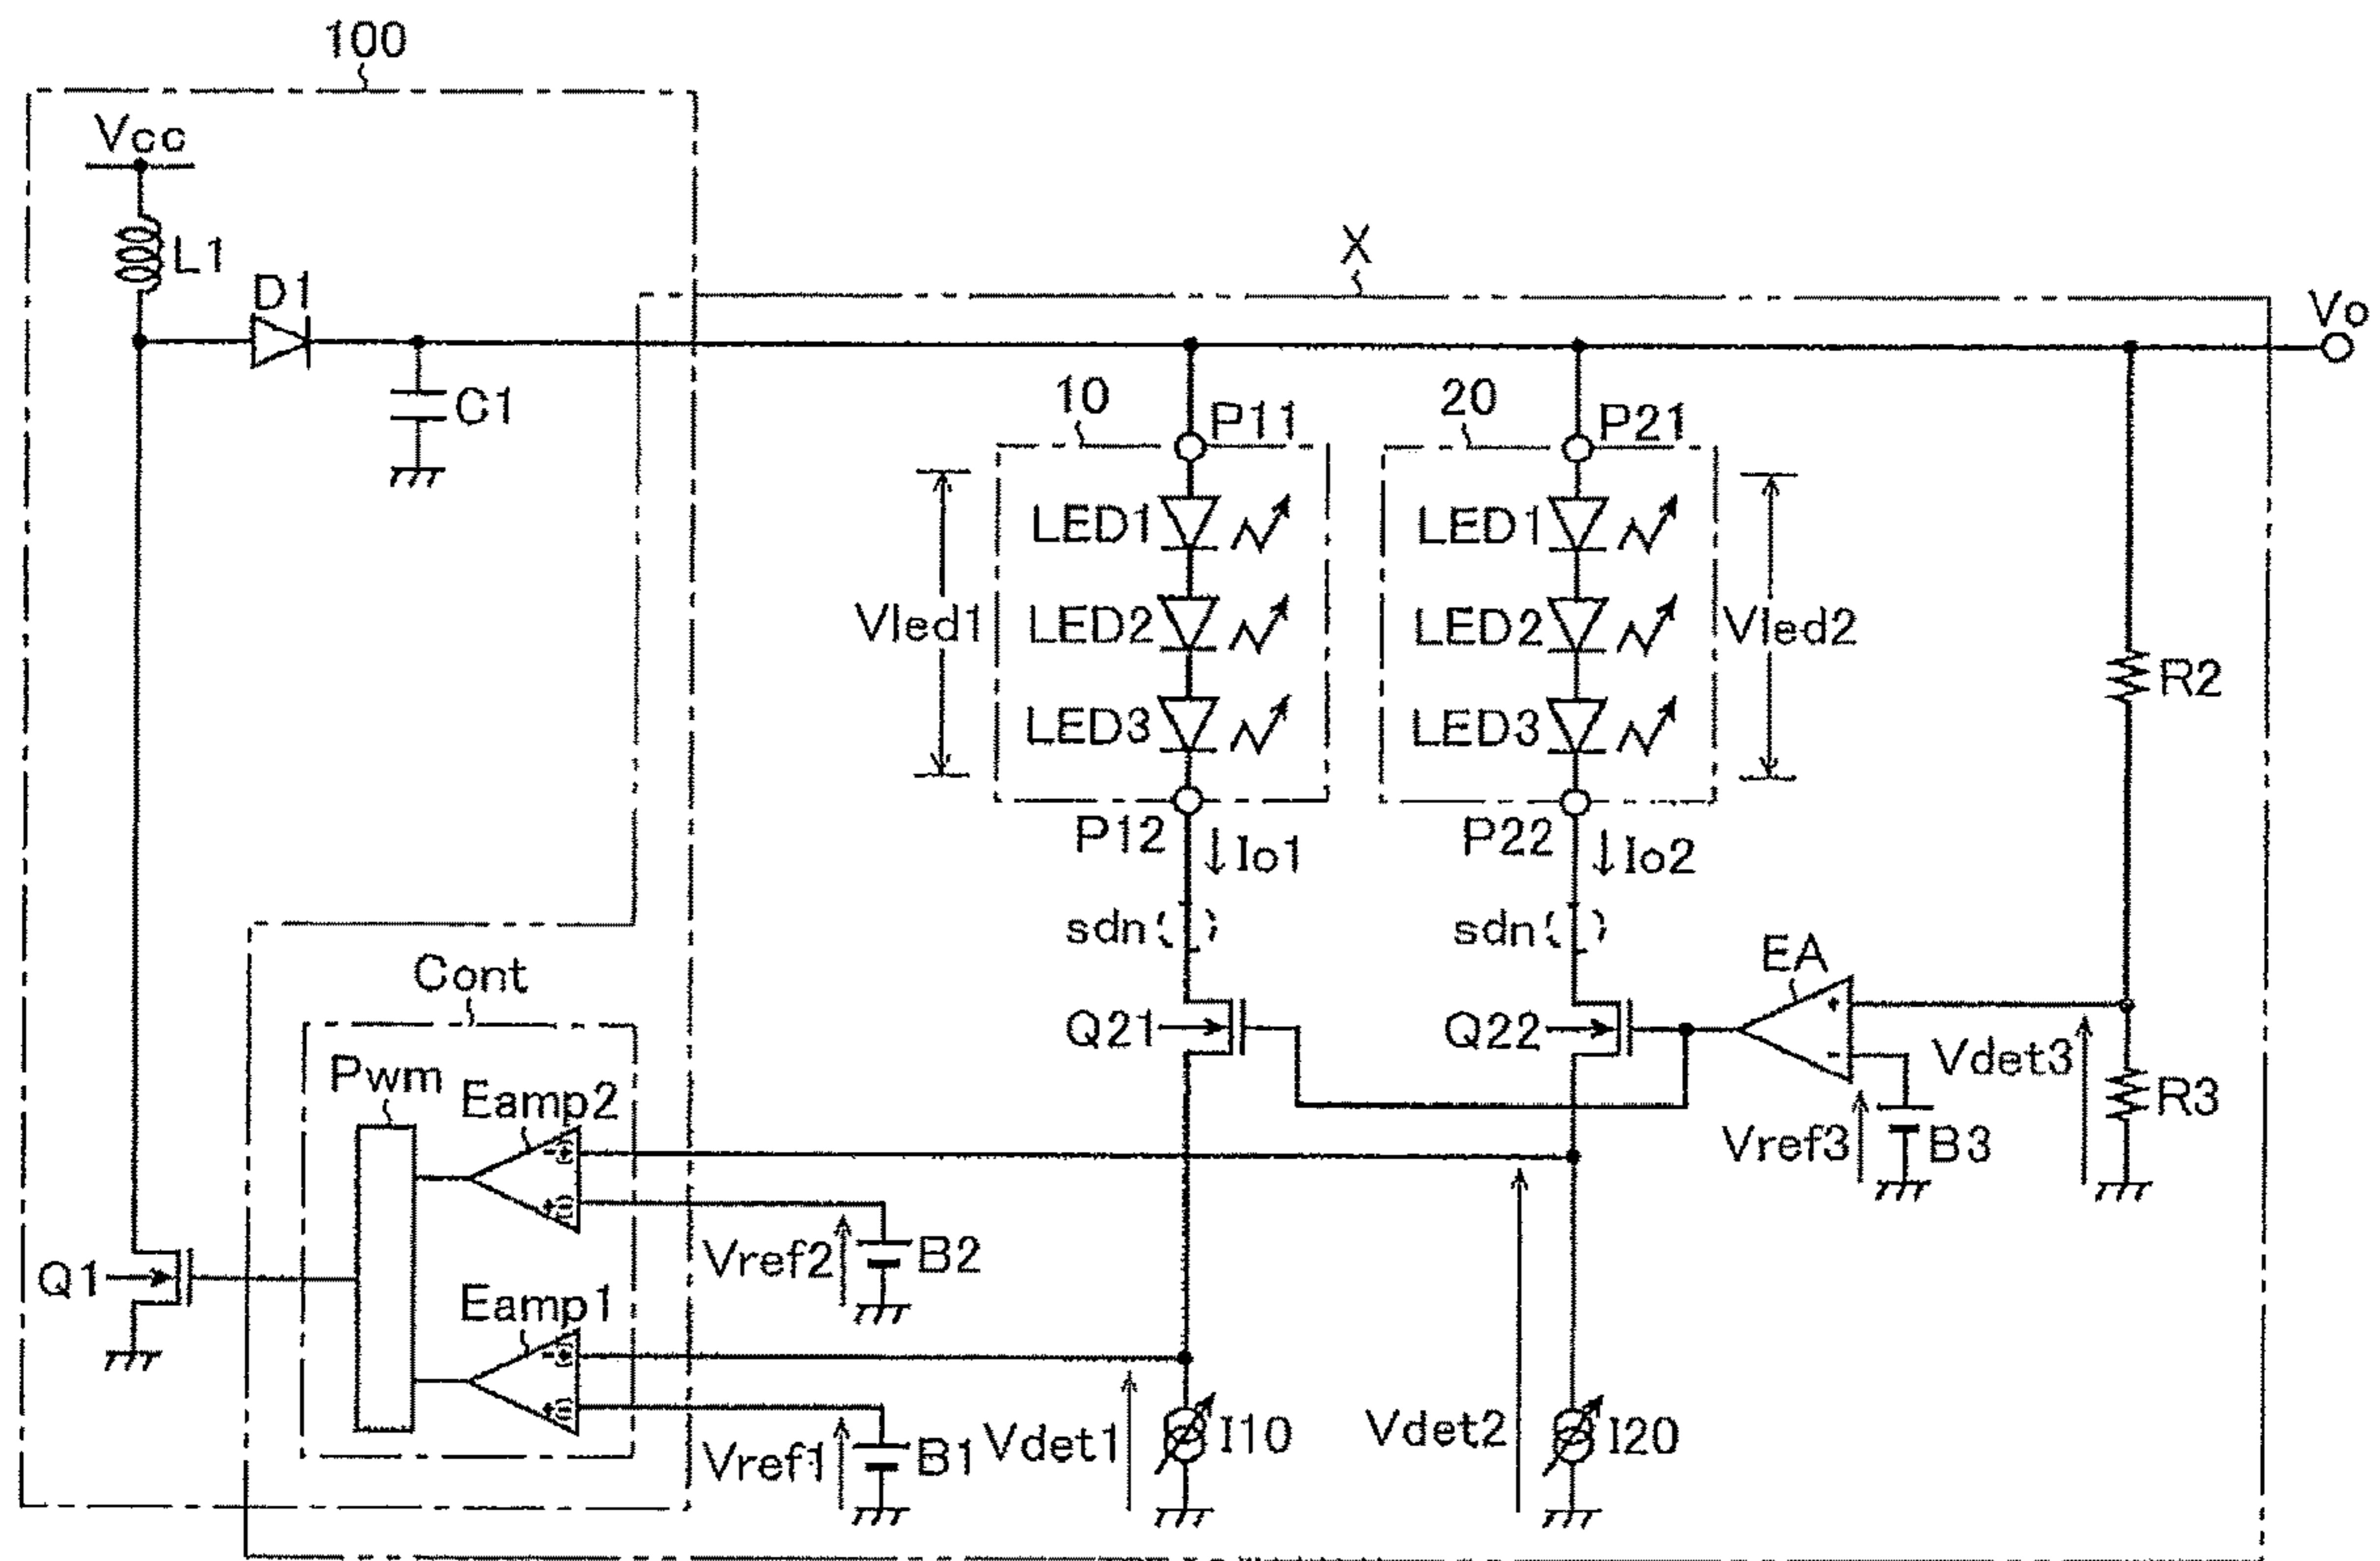 100
Vcc
L1
D1
C1
X
Vo
10
P11
20
P21
LED1
LED2
LED3
Vled1
LED1
LED2
LED3
Vled2
R2
P12
Io1
P22
Io2
sdn
sdn
EA
+
-
Q21
Q22
Vdet3
R3
Vref3
B3
Cont
Pwm
Eamp2
Vref2
B2
Q1
Eamp1
Vref1
B1
Vdet1
I10
Vdet2
I20